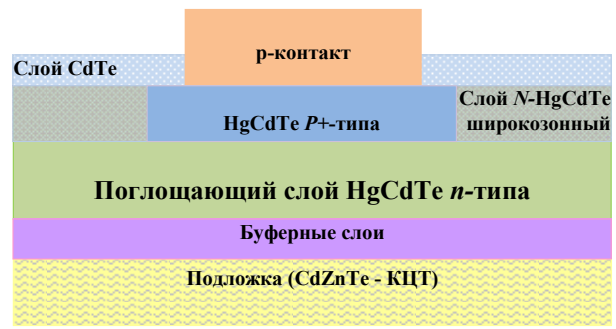 р-контакт
Слой CdTe
Слой N-HgCdTe
широкозонный
HgCdTe P+-типа
Поглощающий слой HgCdTe n-типа
Буферные слои
Подложка (CdZnTe - КЦТ)